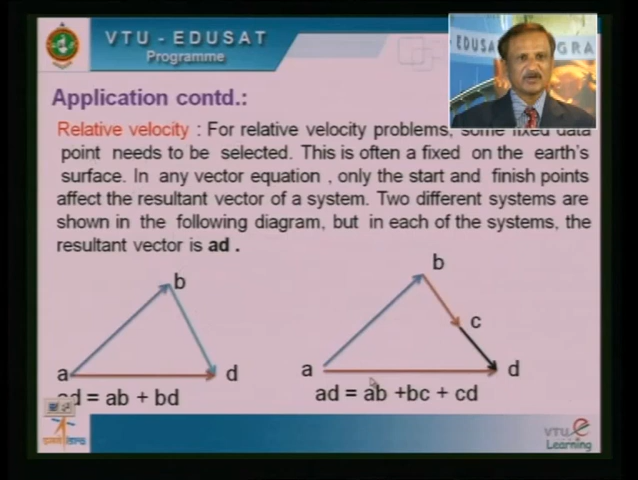 VTU - EDUSAT
Programme
EDUSA GRA
Application contd.:
Relative velocity : For relative velocity problems, some fixed data
point needs to be selected. This is often a fixed on the earth's
surface. In any vector equation , only the start and finish points
affect the resultant vector of a system. Two different systems are
shown in the following diagram, but in each of the systems, the
resultant vector is ad .
b
a
d
ad = ab + bd
b
c
a
d
ad = ab +bc + cd
VTU e
Learning